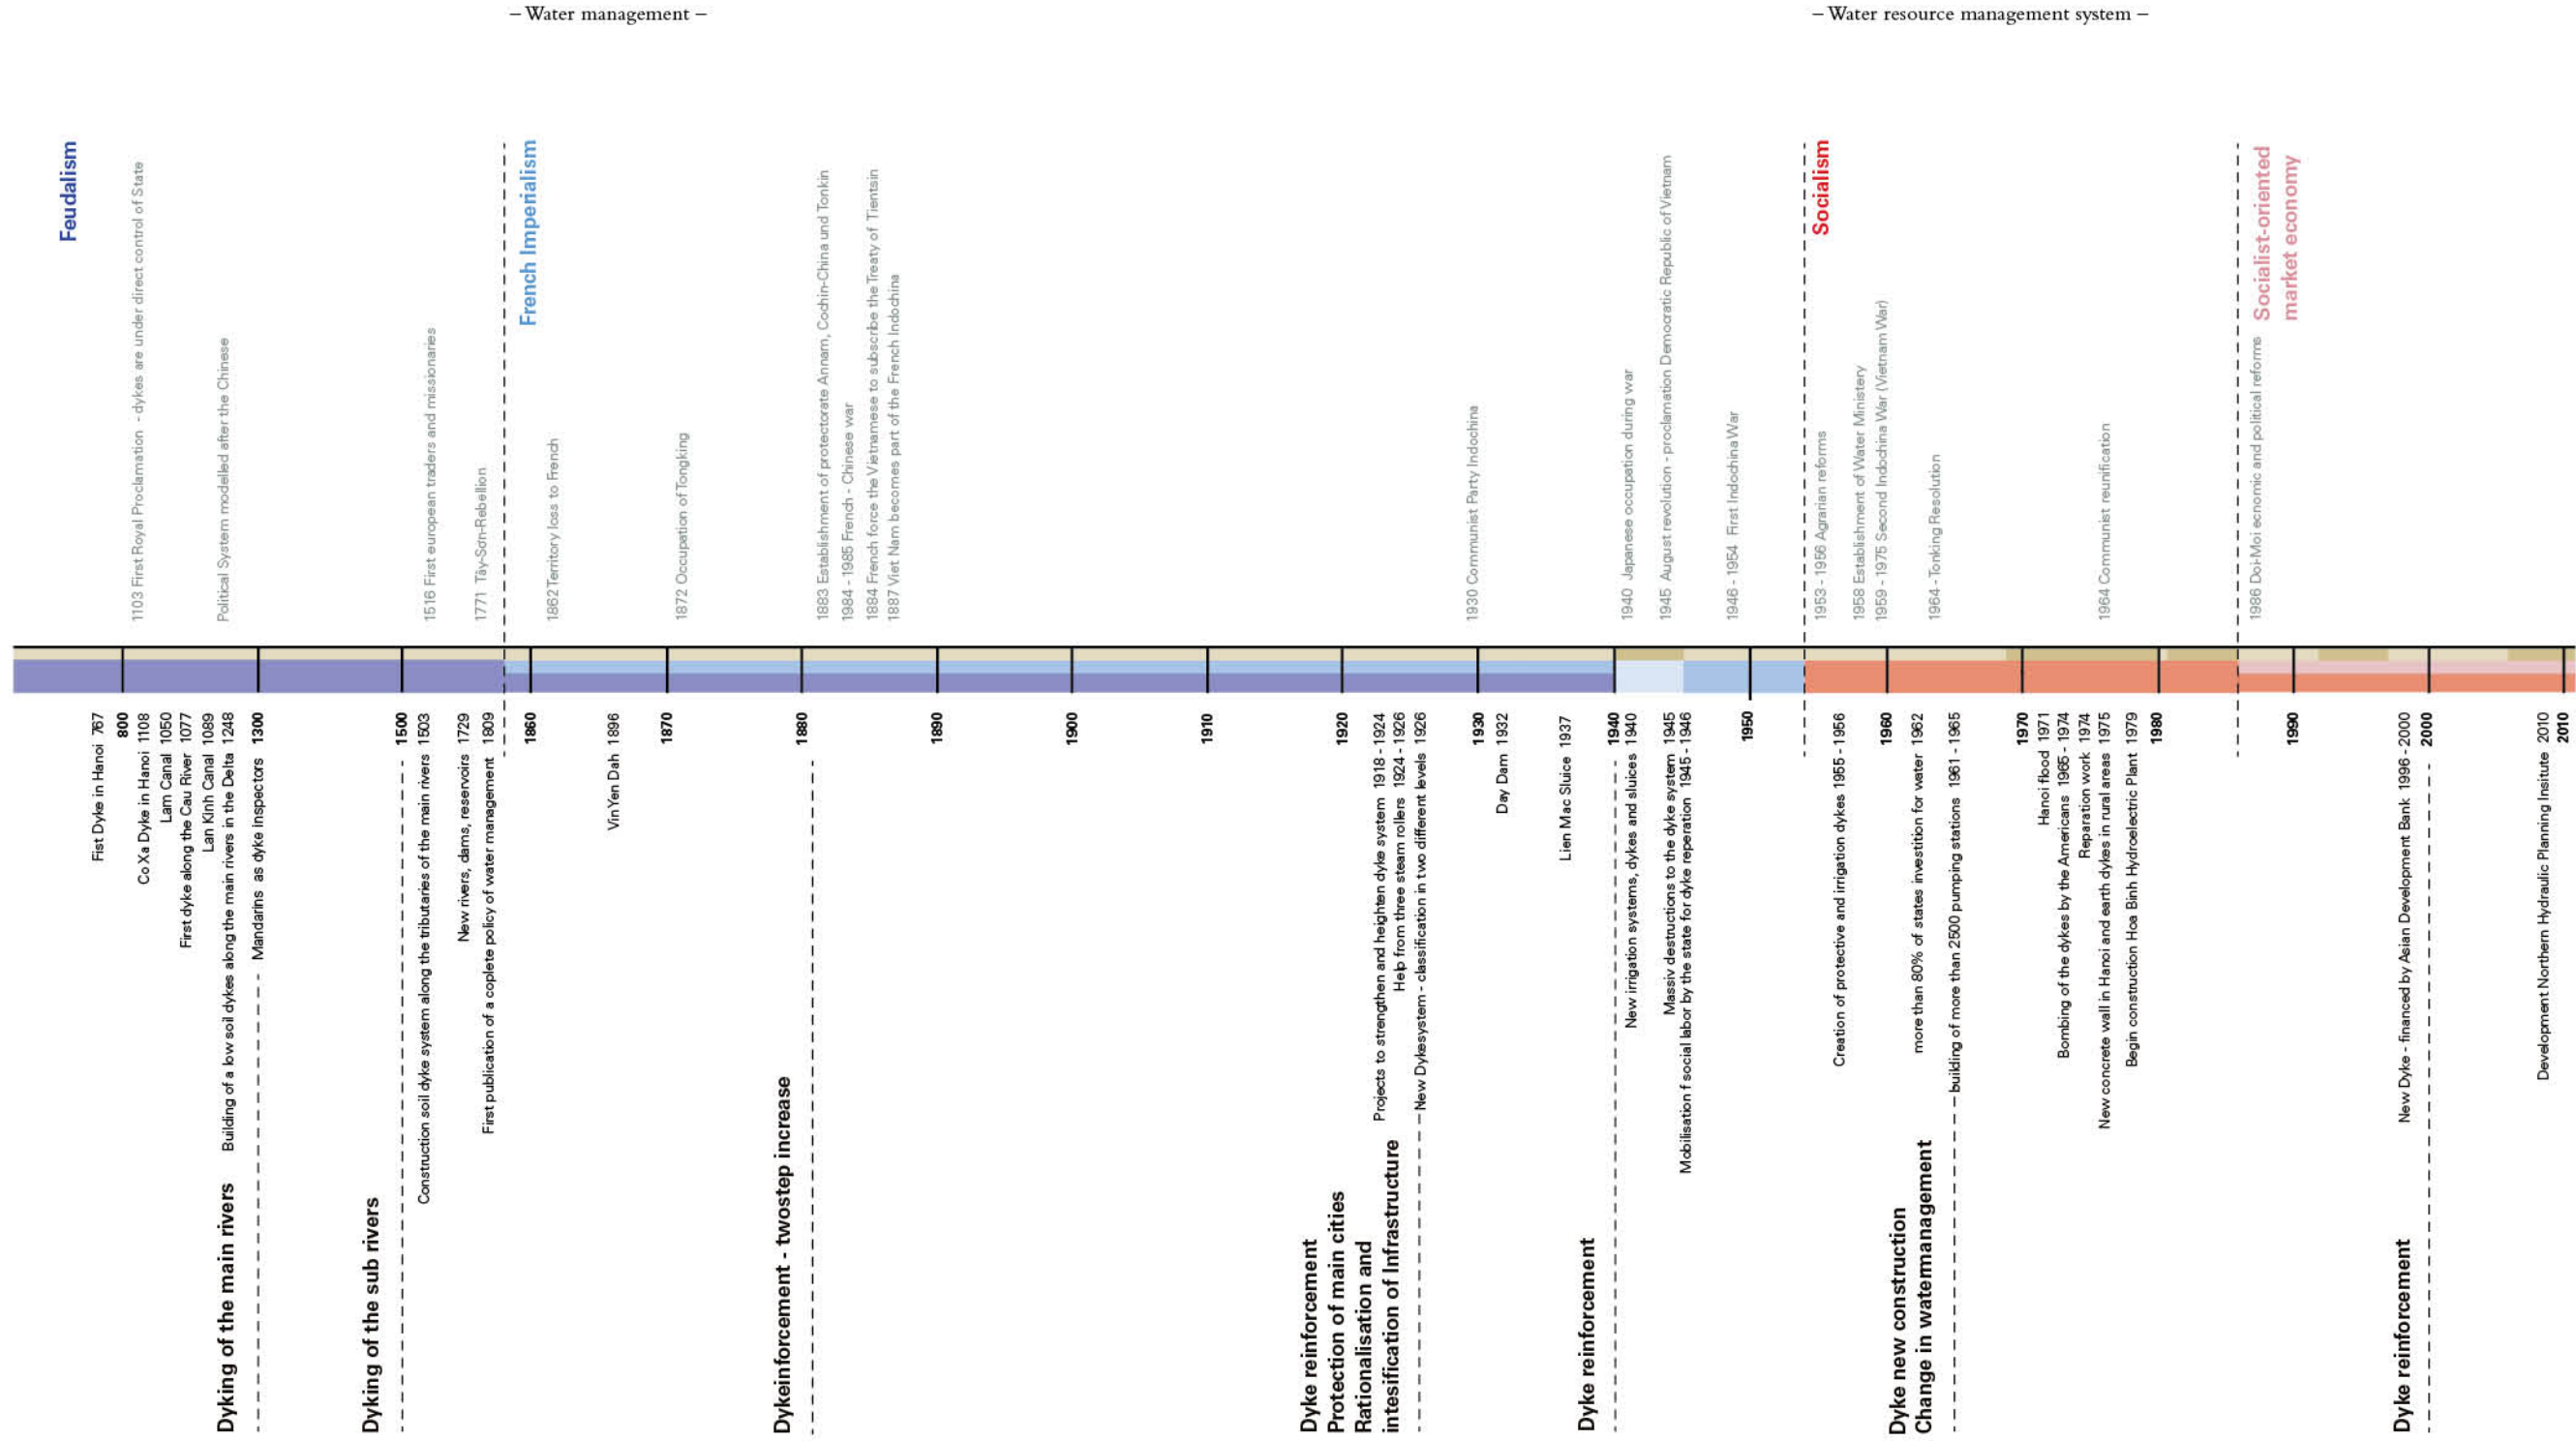 – Water management –
– Water resource management system –
Feudalism
1103 First Royal Proclamation - dykes are under direct control of State
Political System modelled after the Chinese
1516 First european traders and missionaries
1771 Tây-Sơn-Rebellion
French Imperialism
1862 Territory loss to French
1872 Occupation of Tongking
1883 Establishment of protectorate Annam, Cochin-China und Tonkin
1984 - 1985 French - Chinese war
1884 French force the Vietnamese to subscribe the Treaty of Tientsin
1887 Viet Nam becomes part of the French Indochina
1930 Communist Party Indochina
1940 Japanese occupation during war
1945 August revolution - proclamation Democratic Republic of Vietnam
1946 - 1954 First Indochina War
Socialism
1953 - 1956 Agrarian reforms
1958 Establishment of Water Ministery
1959 - 1975 Second Indochina War (Vietnam War)
1964 - Tonking Resolution
1964 Communist reunification
Socialist-oriented
market economy
1986 Doi-Moi ecnomic and political reforms
Fist Dyke in Hanoi 767
800
Co Xa Dyke in Hanoi 1108
Lam Canal 1050
First dyke along the Cau River 1077
Lan Kinh Canal 1089
Building of a low soil dykes along the main rivers in the Delta 1248
Mandarins as dyke inspectors 1300
1500
Construction soil dyke system along the tributaries of the main rivers 1503
New rivers, dams, reservoirs 1729
First publication of a coplete policy of water management 1809
1860
Vin Yen Dah 1896
1870
1880
1890
1900
1910
1920
Projects to strengthen and heighten dyke system 1918 - 1924
Help from three steam rollers 1924 - 1926
New Dykesystem - classification in two different levels 1926
1930
Day Dam 1932
Lien Mac Sluice 1937
1940
New irrigation systems, dykes and sluices 1940
Massiv destructions to the dyke system 1945
Mobilisation f social labor by the state for dyke reperation 1945 - 1946
1950
Creation of protective and irrigation dykes 1955 - 1956
1960
more than 80% of states investition for water 1962
building of more than 2500 pumping stations 1961 - 1965
1970
Hanoi flood 1971
Bombing of the dykes by the Americans 1965 - 1974
Reparation work 1974
New concrete wall in Hanoi and earth dykes in rural areas 1975
Begin construction Hoa Binh Hydroelectric Plant 1979
1980
1990
New Dyke - financed by Asian Development Bank 1996 - 2000
2000
Development Northern Hydraulic Planning Insitute 2010
2010
Dyking of the main rivers
Dyking of the sub rivers
Dykeinforcement - twostep increase
Dyke reinforcement
Protection of main cities
Rationalisation and
intesification of Infrastructure
Dyke reinforcement
Dyke new construction
Change in watermanagement
Dyke reinforcement